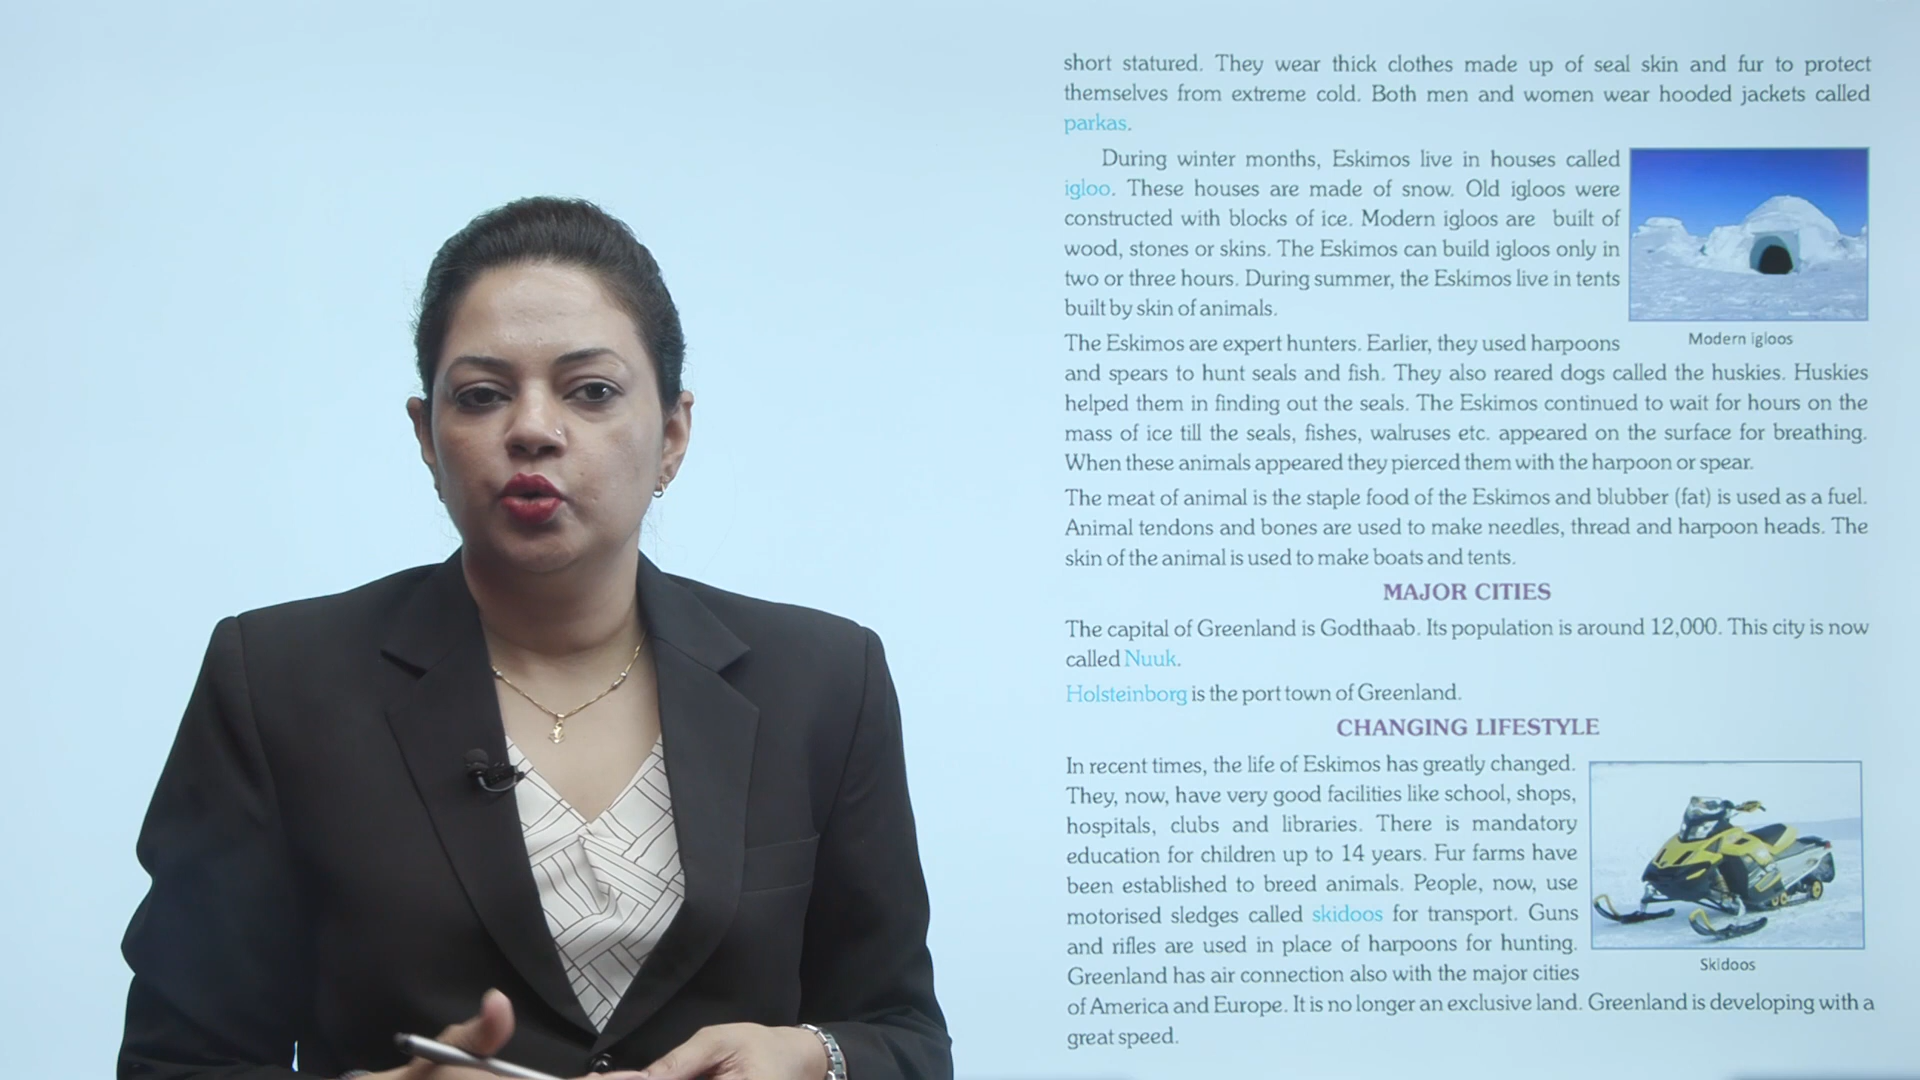 short statured. They wear thick clothes made up of seal skin and fur to protect
themselves from extreme cold. Both men and women wear hooded jackets called
parkas.
During winter months, Eskimos live in houses called
igloo. These houses are made of snow. Old igloos were
constructed with blocks of ice. Modern igloos are built of
wood, stones or skins. The Eskimos can build igloos only in
two or three hours. During summer, the Eskimos live in tents
built by skin of animals.
Modern igloos
The Eskimos are expert hunters. Earlier, they used harpoons
and spears to hunt seals and fish. They also reared dogs called the huskies. Huskies
helped them in finding out the seals. The Eskimos continued to wait for hours on the
mass of ice till the seals, fishes, walruses etc. appeared on the surface for breathing.
When these animals appeared they pierced them with the harpoon or spear.
The meat of animal is the staple food of the Eskimos and blubber (fat) is used as a fuel.
Animal tendons and bones are used to make needles, thread and harpoon heads. The
skin of the animal is used to make boats and tents.
MAJOR CITIES
The capital of Greenland is Godthaab. Its population is around 12,000. This city is now
called Nuuk.
Holsteinborg is the port town of Greenland.
CHANGING LIFESTYLE
In recent times, the life of Eskimos has greatly changed.
They, now, have very good facilities like school, shops,
hospitals, clubs and libraries. There is mandatory
education for children up to 14 years. Fur farms have
been established to breed animals. People, now, use
motorised sledges called skidoos for transport. Guns
and rifles are used in place of harpoons for hunting.
Greenland has air connection also with the major cities
of America and Europe. It is no longer an exclusive land. Greenland is developing with a
great speed.
Skidoos